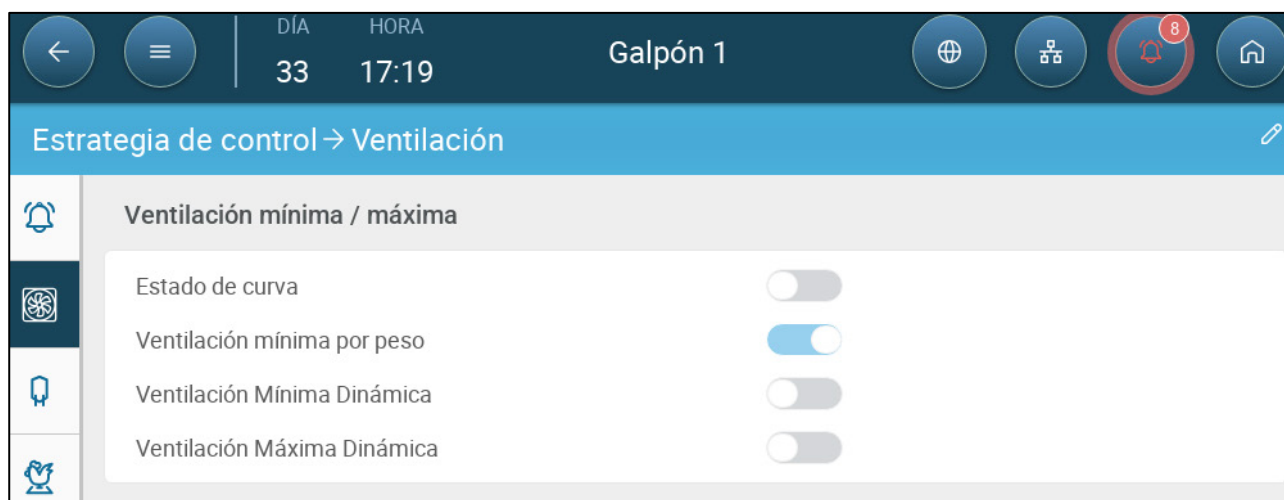 DÍA HORA
8
33 17:19
Galpón 1
Estrategia de control → Ventilación
Ventilación mínima / máxima
Estado de curva
Ventilación mínima por peso
Ventilación Mínima Dinámica
Ventilación Máxima Dinámica